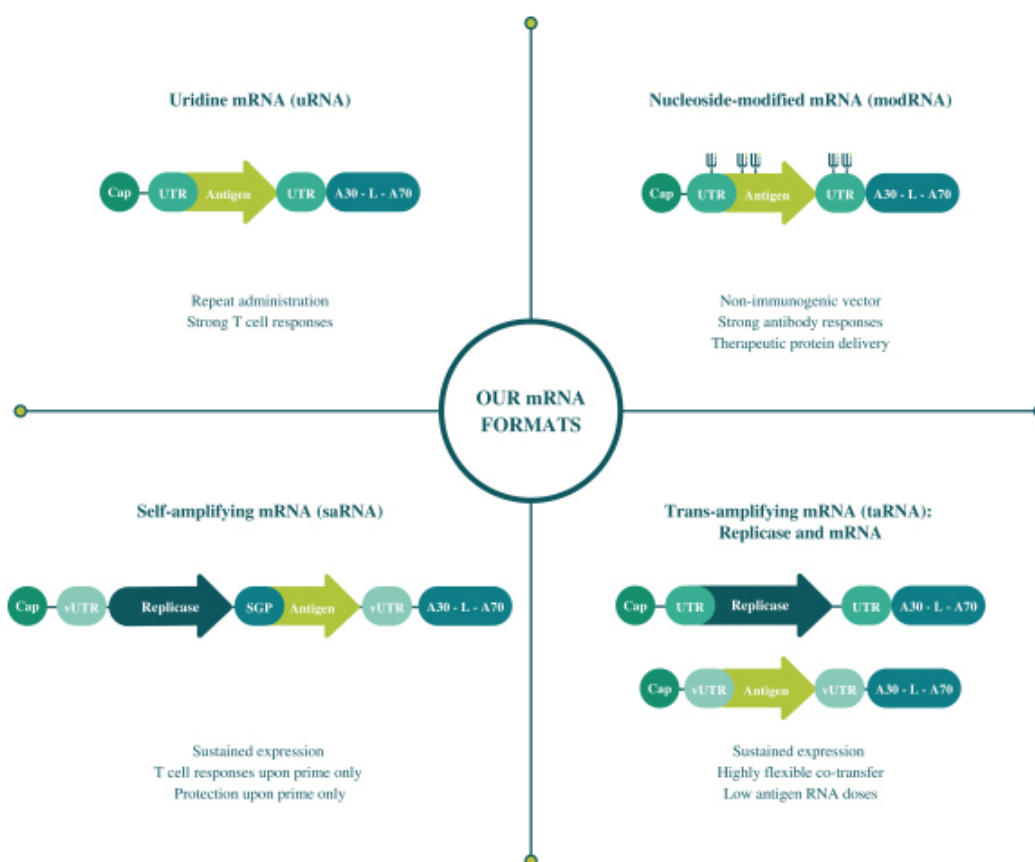 Uridine mRNA (uRNA)
Cap UTR Antigen UTR A30 - L - A70
Repeat administration
Strong T cell responses
Nucleoside-modified mRNA (modRNA)
Cap UTR Antigen UTR A30 - L - A70
Non-immunogenic vector
Strong antibody responses
Therapeutic protein delivery
OUR mRNA
FORMATS
Self-amplifying mRNA (saRNA)
Cap vUTR Replicase SGP Antigen vUTR A30 - L - A70
Sustained expression
T cell responses upon prime only
Protection upon prime only
Trans-amplifying mRNA (taRNA):
Replicase and mRNA
Cap UTR Replicase UTR A30 - L - A70
Cap vUTR Antigen vUTR A30 - L - A70
Sustained expression
Highly flexible co-transfer
Low antigen RNA doses